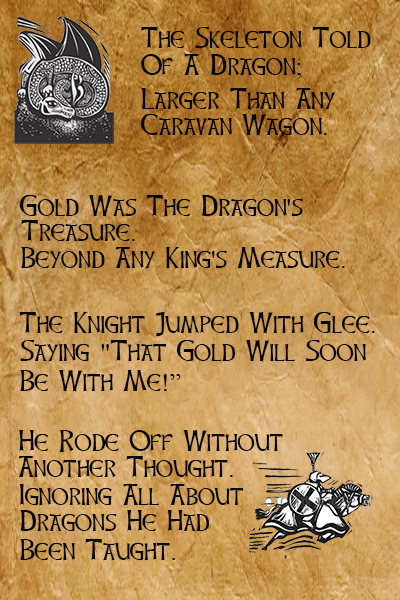 The Skeleton Told
Of A Dragon;
Larger Than Any
Caravan Wagon.
Gold Was The Dragon's
Treasure.
Beyond Any King's Measure.
The Knight Jumped With Glee.
Saying "That Gold Will Soon
Be With Me!”
He Rode Off Without
Another Thought.
Ignoring All About
Dragons He Had
Been Taught.